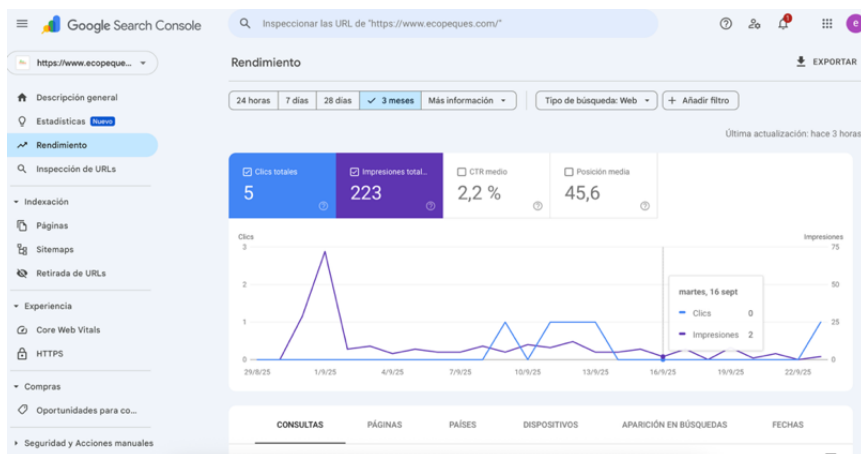 Google Search Console
Inspeccionar las URL de "https://www.ecopeques.com/"
e
https://www.ecopeque...
Rendimiento
EXPORTAR
Descripción general
Estadísticas Nuevo
Rendimiento
Inspección de URLs
Indexación
Páginas
Sitemaps
Retirada de URLs
Experiencia
Core Web Vitals
HTTPS
Compras
Oportunidades para co...
Seguridad y Acciones manuales
24 horas 7 días 28 días 3 meses Más información
Tipo de búsqueda: Web + Añadir filtro
Última actualización: hace 3 horas
Clics totales
5
Impresiones total...
223
CTR medio
2,2 %
Posición media
45,6
Clics Impresiones
3 75
2 50
1 25
0 0
martes, 16 sept
Clics 0
Impresiones 2
29/8/25 1/9/25 4/9/25 7/9/25 10/9/25 13/9/25 16/9/25 19/9/25 22/9/25
CONSULTAS PÁGINAS PAÍSES DISPOSITIVOS APARICIÓN EN BÚSQUEDAS FECHAS